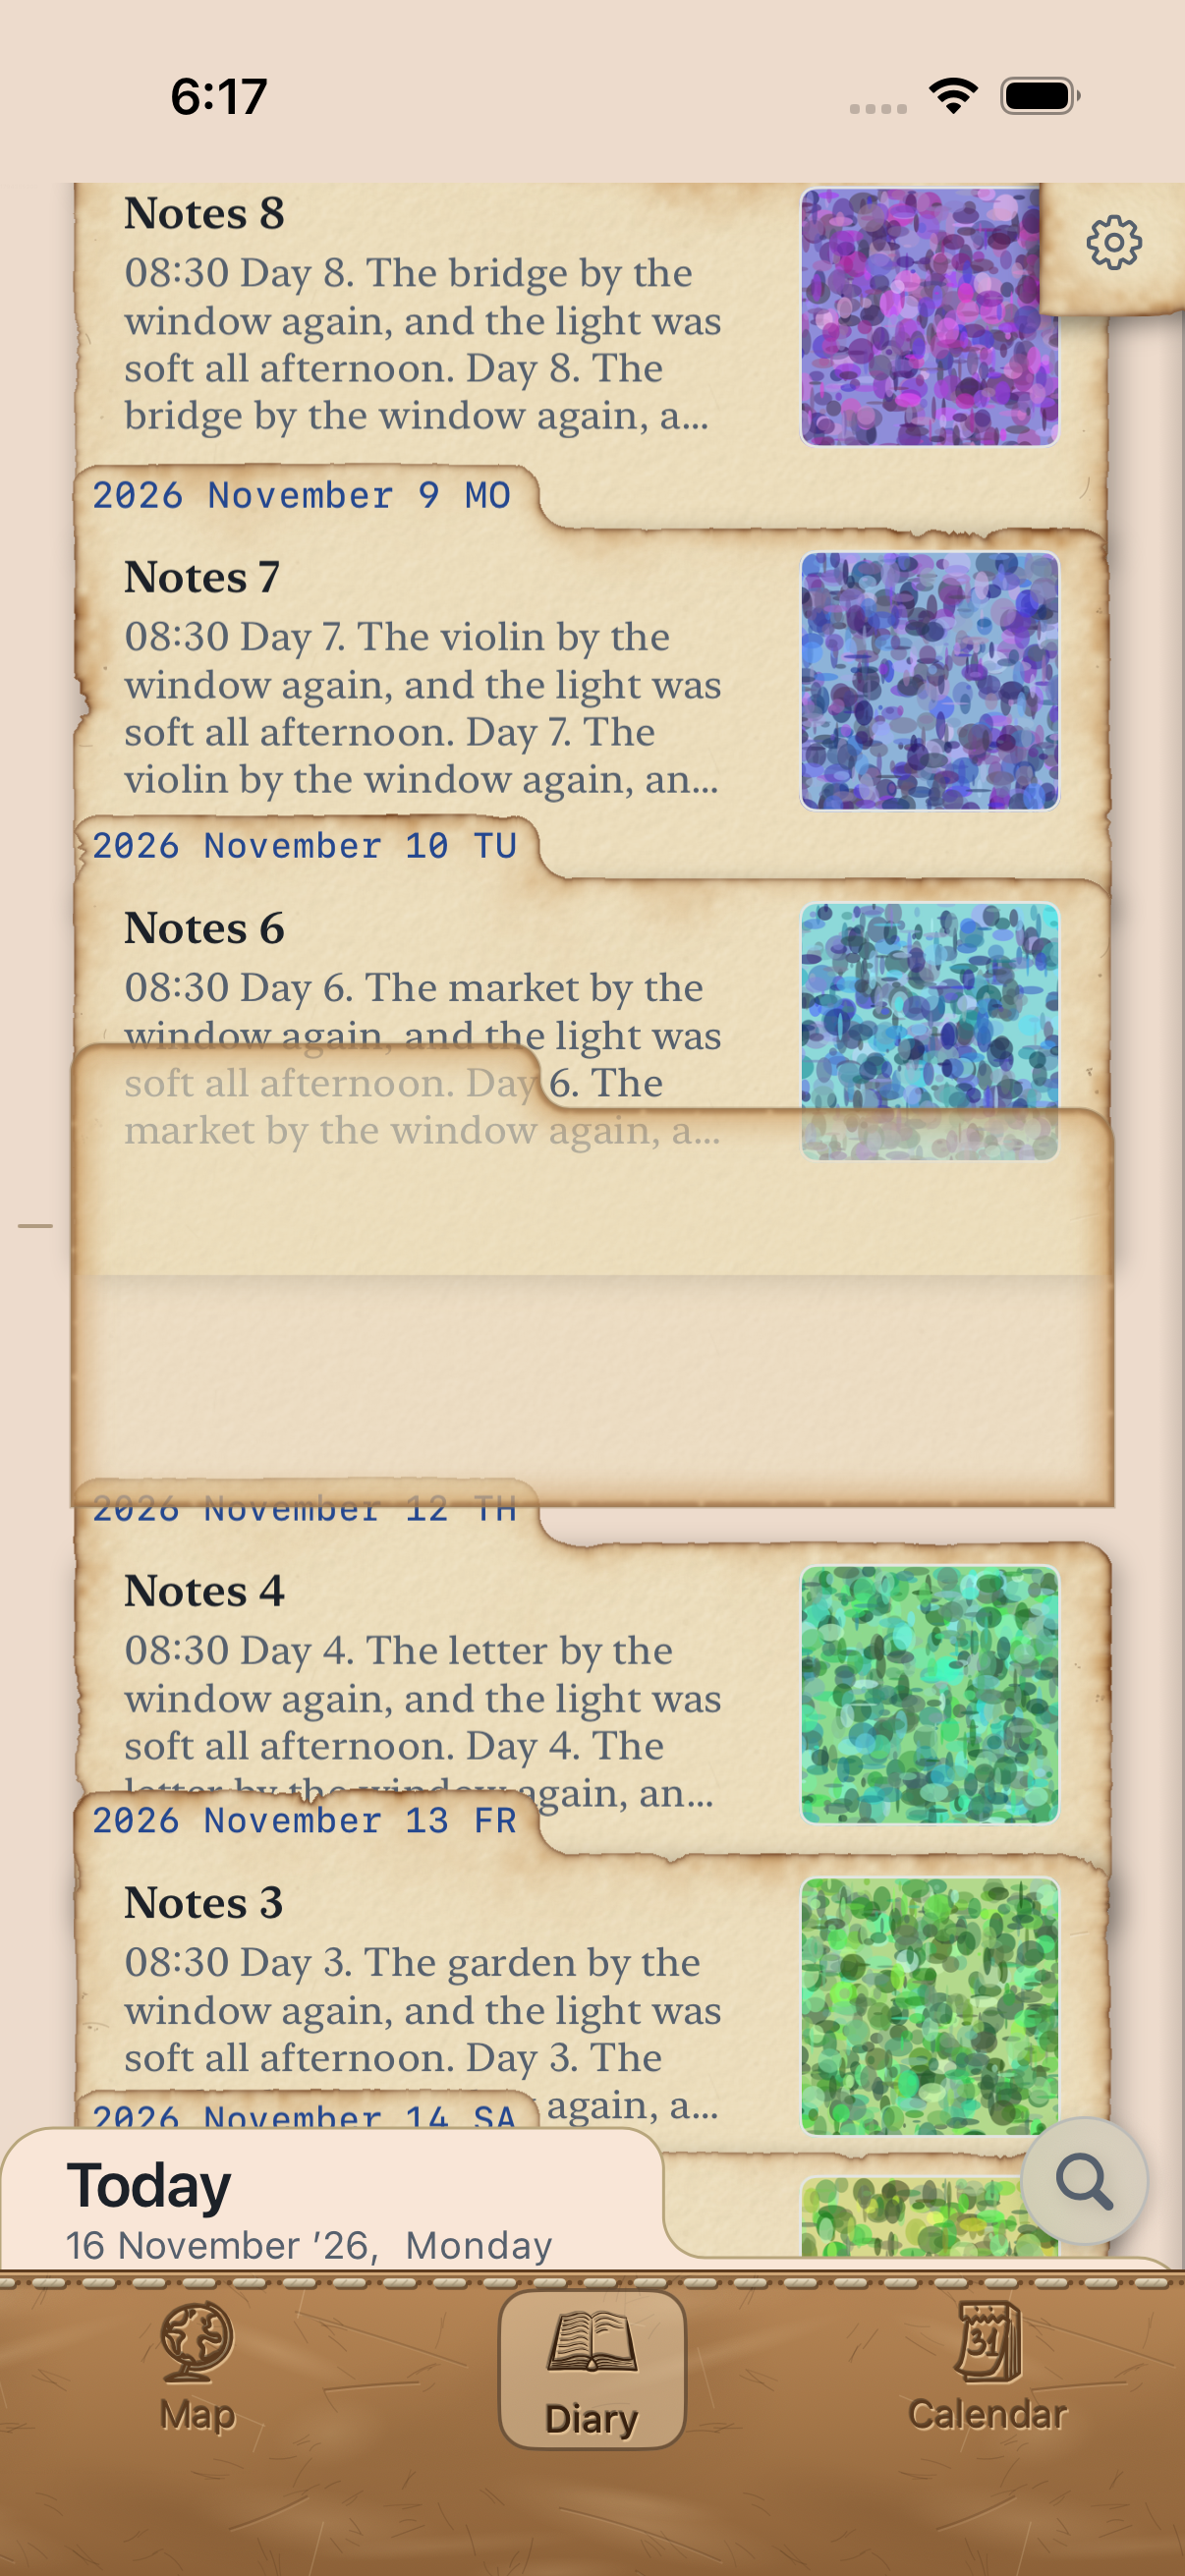 6:17
Notes 8
08:30 Day 8. The bridge by the
window again, and the light was
soft all afternoon. Day 8. The
bridge by the window again, a...
2026 November 9 MO
Notes 7
08:30 Day 7. The violin by the
window again, and the light was
soft all afternoon. Day 7. The
violin by the window again, an...
2026 November 10 TU
Notes 6
08:30 Day 6. The market by the
window again, and the light was
soft all afternoon. Day 6. The
market by the window again, a...
2026 November 12 TH
Notes 4
08:30 Day 4. The letter by the
window again, and the light was
soft all afternoon. Day 4. The
letter by the window again, an...
2026 November 13 FR
Notes 3
08:30 Day 3. The garden by the
window again, and the light was
soft all afternoon. Day 3. The
again, a...
2026 November 14 SA
Today
16 November ’26, Monday
31
Map
Diary
Calendar